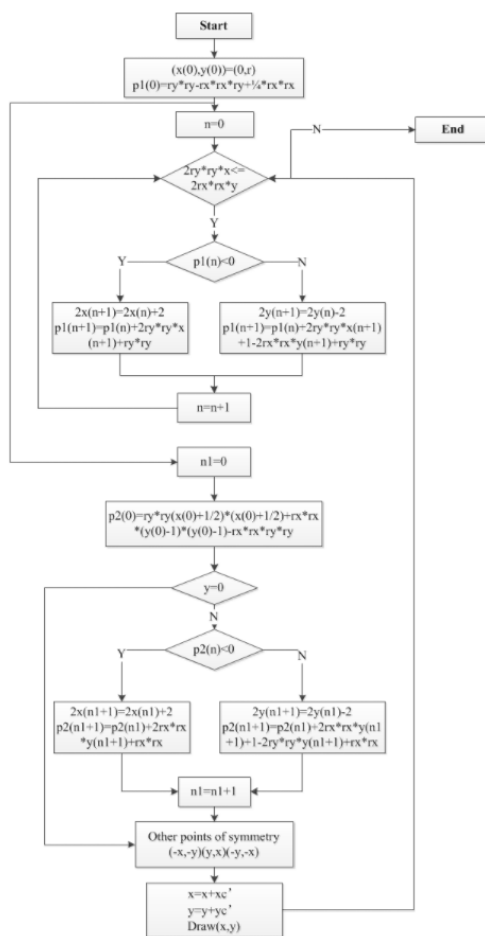 Start
(x(0),y(0))=(0,r)
p1(0)=ry*ry-rx*rx*ry+¼*rx*rx
n=0
N
End
2ry*ry*x<=
2rx*rx*y
Y
p1(n)<0
Y
N
2x(n+1)=2x(n)+2
p1(n+1)=p1(n)+2ry*ry*x
(n+1)+ry*ry
2y(n+1)=2y(n)-2
p1(n+1)=p1(n)+2ry*ry*x(n+1)
+1-2rx*rx*y(n+1)+ry*ry
n=n+1
n1=0
p2(0)=ry*ry(x(0)+1/2)*(x(0)+1/2)+rx*rx
*(y(0)-1)*(y(0)-1)-rx*rx*ry*ry
y=0
N
p2(n)<0
Y
N
2x(n1+1)=2x(n1)+2
p2(n1+1)=p2(n1)+2rx*rx
*y(n1+1)+rx*rx
2y(n1+1)=2y(n1)-2
p2(n1+1)=p2(n1)+2rx*rx*y(n1
+1)+1-2ry*ry*y(n1+1)+rx*rx
n1=n1+1
Other points of symmetry
(-x,-y)(y,x)(-y,-x)
x=x+xc’
y=y+yc’
Draw(x,y)